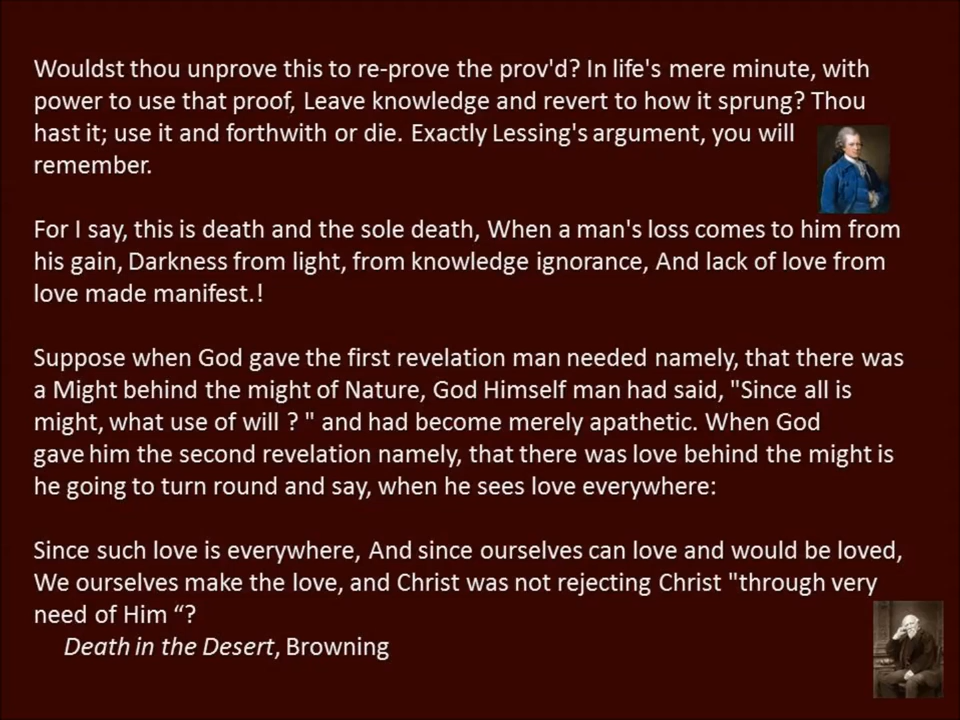 Wouldst thou unprove this to re-prove the prov'd? In life's mere minute, with
power to use that proof, Leave knowledge and revert to how it sprung? Thou
hast it; use it and forthwith or die. Exactly Lessing's argument, you will
remember.
For I say, this is death and the sole death, When a man's loss comes to him from
his gain, Darkness from light, from knowledge ignorance, And lack of love from
love made manifest.!
Suppose when God gave the first revelation man needed namely, that there was
a Might behind the might of Nature, God Himself man had said, "Since all is
might, what use of will ? " and had become merely apathetic. When God
gave him the second revelation namely, that there was love behind the might is
he going to turn round and say, when he sees love everywhere:
Since such love is everywhere, And since ourselves can love and would be loved,
We ourselves make the love, and Christ was not rejecting Christ "through very
need of Him “?
Death in the Desert, Browning